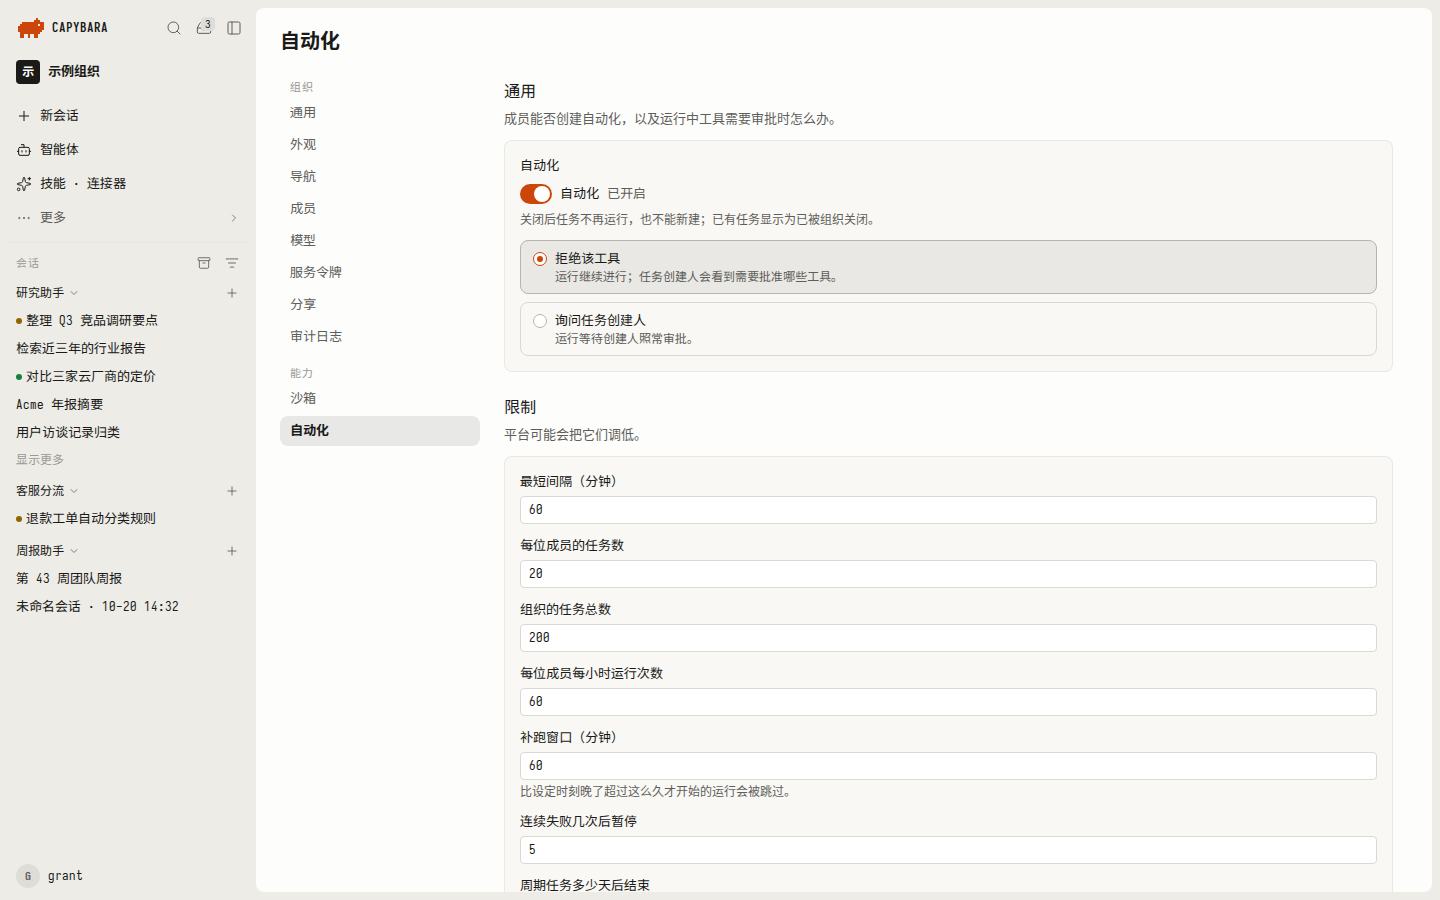 CAPYBARA
3
示 示例组织
新会话
智能体
技能 · 连接器
更多
会话
研究助手
整理 Q3 竞品调研要点
检索近三年的行业报告
对比三家云厂商的定价
Acme 年报摘要
用户访谈记录归类
显示更多
客服分流
退款工单自动分类规则
周报助手
第 43 周团队周报
未命名会话 · 10-20 14:32
G grant
自动化
组织
通用
外观
导航
成员
模型
服务令牌
分享
审计日志
能力
沙箱
自动化
通用
成员能否创建自动化，以及运行中工具需要审批时怎么办。
自动化
自动化 已开启
关闭后任务不再运行，也不能新建；已有任务显示为已被组织关闭。
拒绝该工具
运行继续进行；任务创建人会看到需要批准哪些工具。
询问任务创建人
运行等待创建人照常审批。
限制
平台可能会把它们调低。
最短间隔（分钟）
60
每位成员的任务数
20
组织的任务总数
200
每位成员每小时运行次数
60
补跑窗口（分钟）
60
比设定时刻晚了超过这么久才开始的运行会被跳过。
连续失败几次后暂停
5
周期任务多少天后结束